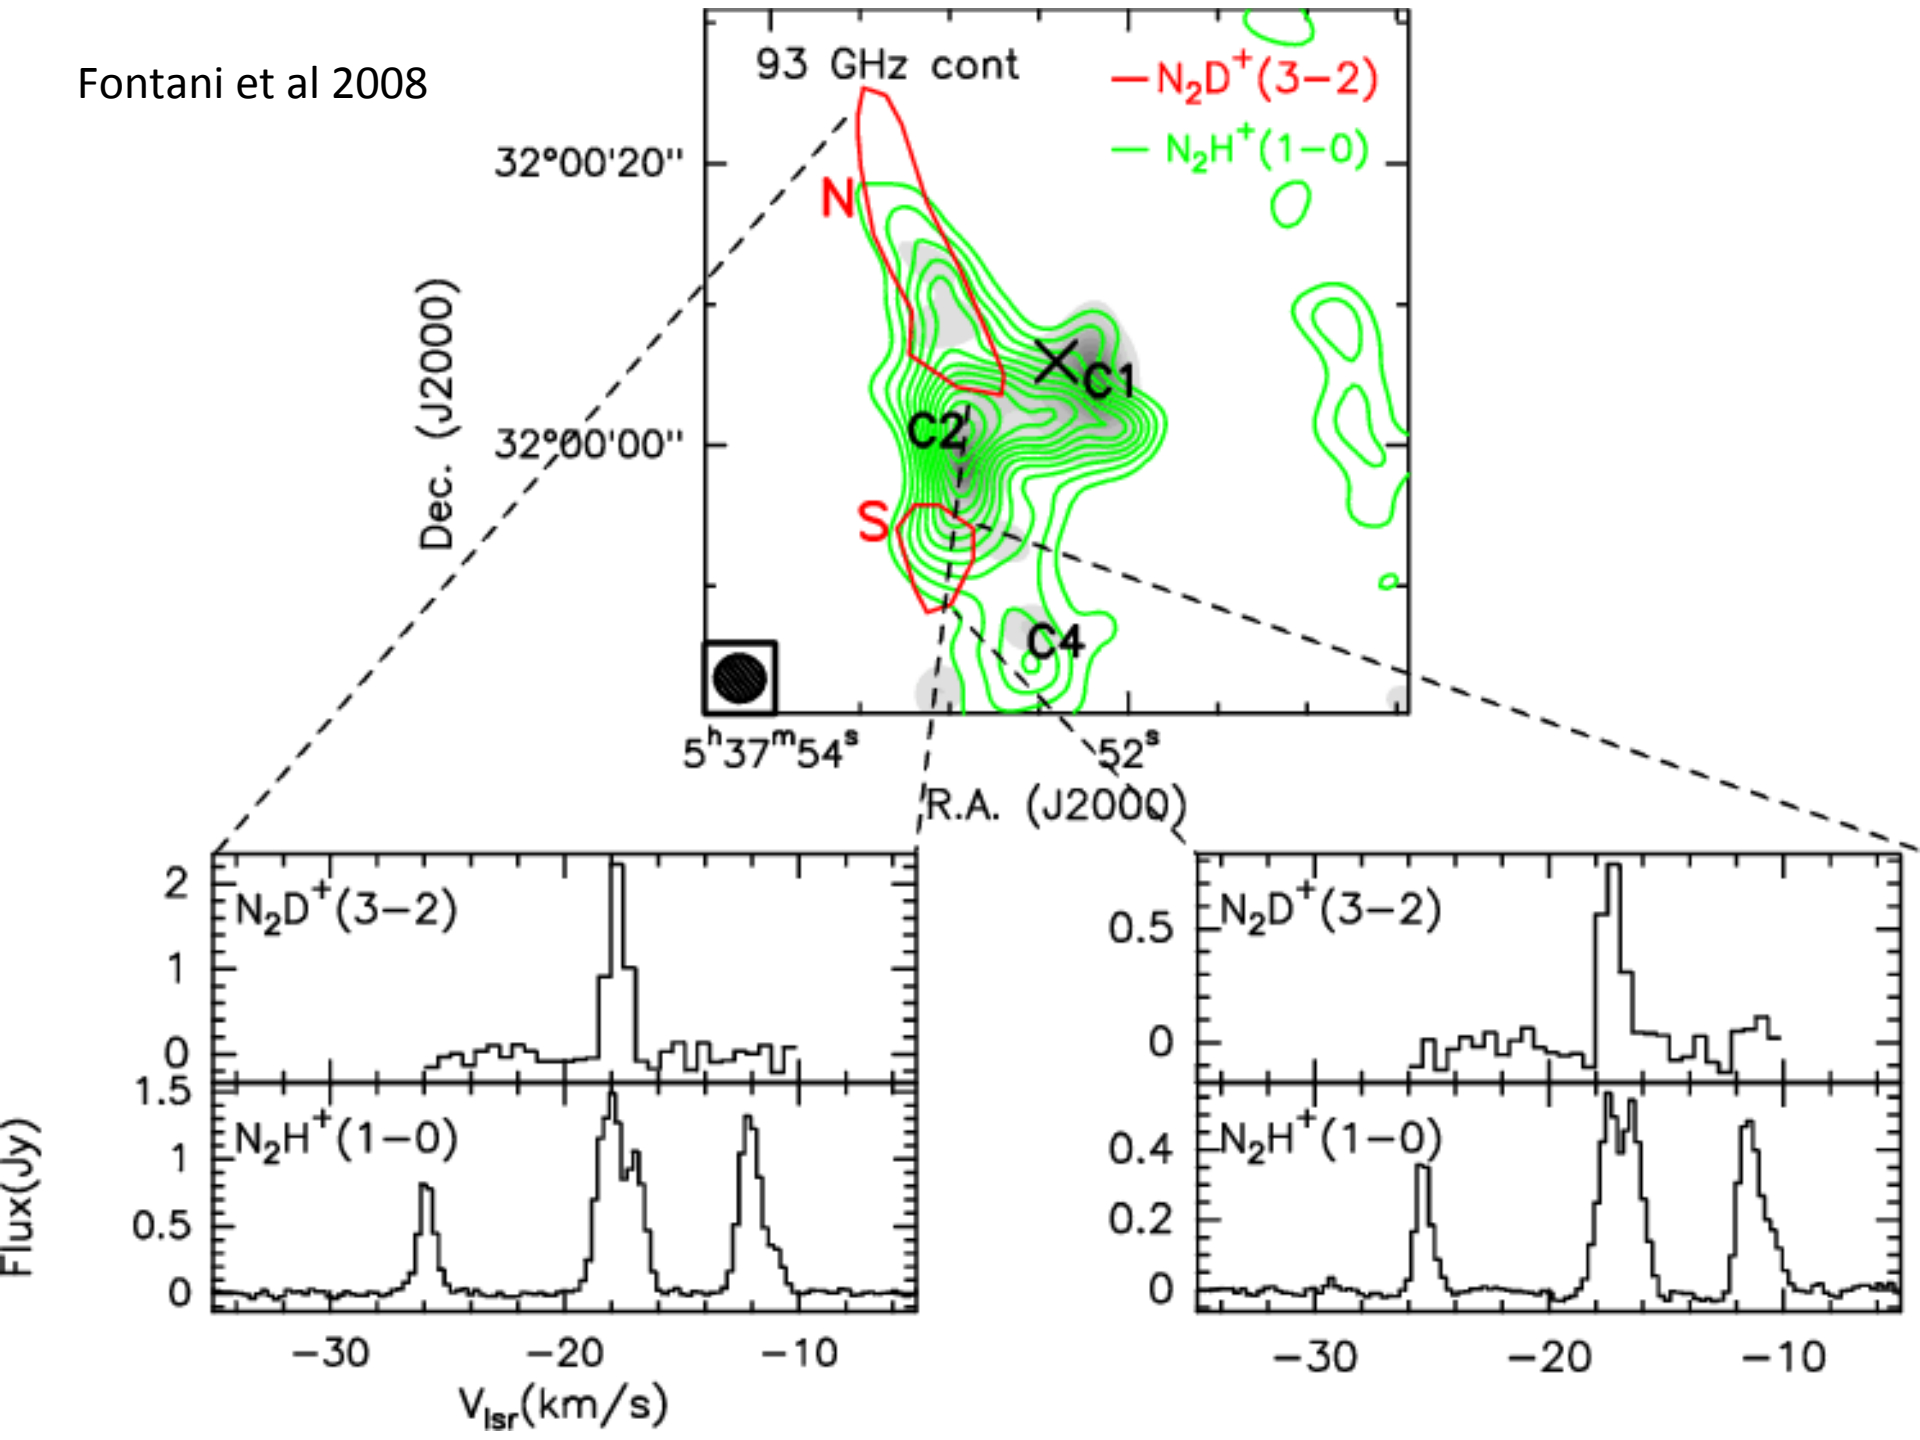 Fontani et al 2008
93 GHz cont
N₂D⁺(3−2)
N₂H⁺(1−0)
32°00'20"
N
C1
C2
32°00'00"
S
C4
Dec. (J2000)
5ʰ37ᵐ54ˢ
52ˢ
R.A. (J2000)
2
N₂D⁺(3−2)
1
0
1.5
N₂H⁺(1−0)
1
0.5
0
Flux(Jy)
−30
−20
−10
Vlsr(km/s)
N₂D⁺(3−2)
0.5
0
N₂H⁺(1−0)
0.4
0.2
0
−30
−20
−10